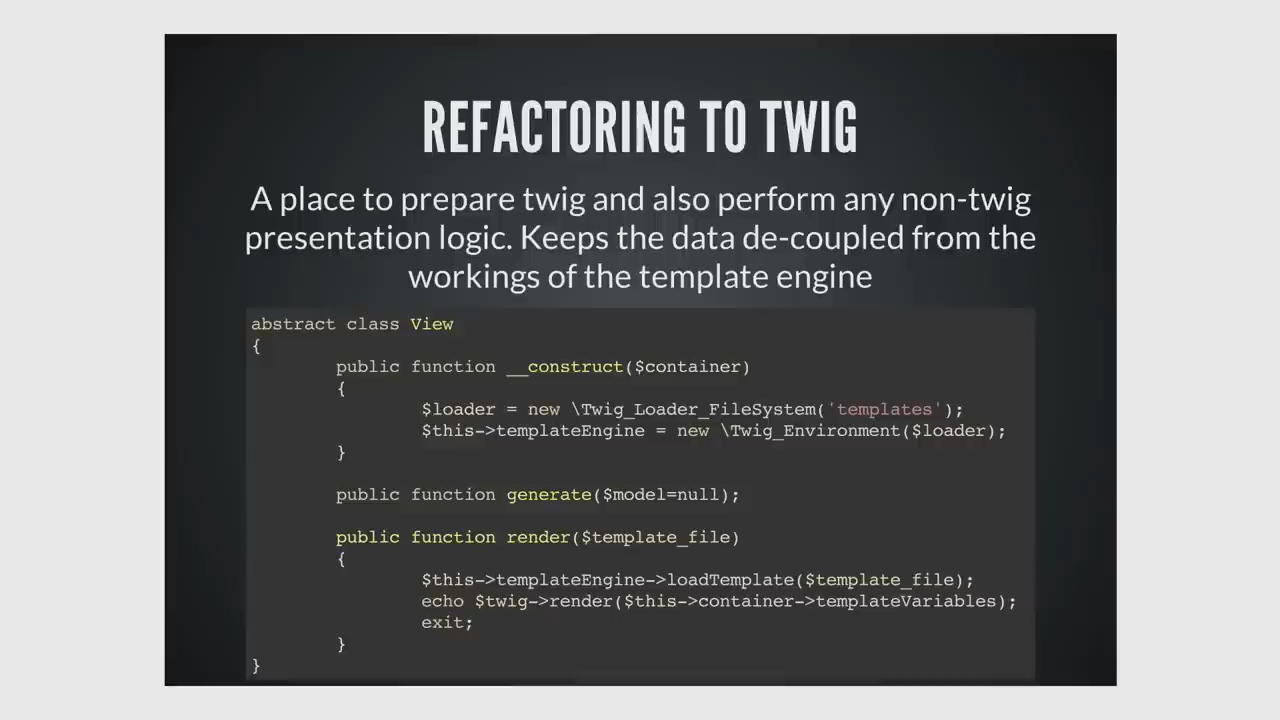 REFACTORING TO TWIG
A place to prepare twig and also perform any non-twig
presentation logic. Keeps the data de-coupled from the
workings of the template engine
abstract class View
{
public function __construct($container)
{
$loader = new \Twig_Loader_FileSystem('templates');
$this->templateEngine = new \Twig_Environment($loader);
}
public function generate($model=null);
public function render($template_file)
{
$this->templateEngine->loadTemplate($template_file);
echo $twig->render($this->container->templateVariables);
exit;
}
}